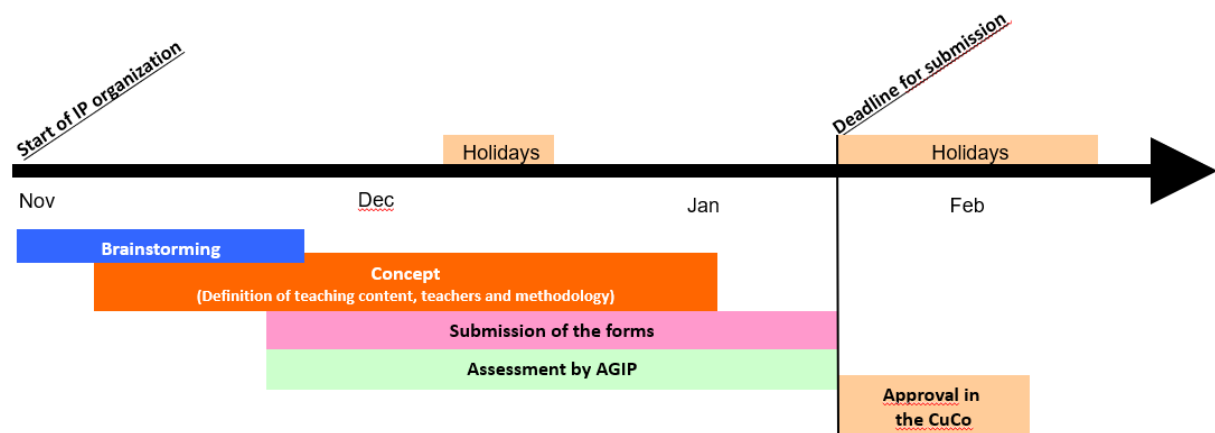 Start of IP organization
Deadline for submission
Holidays
Holidays
Nov
Dec
Jan
Feb
Brainstorming
Concept
(Definition of teaching content, teachers and methodology)
Submission of the forms
Assessment by AGIP
Approval in
the CuCo